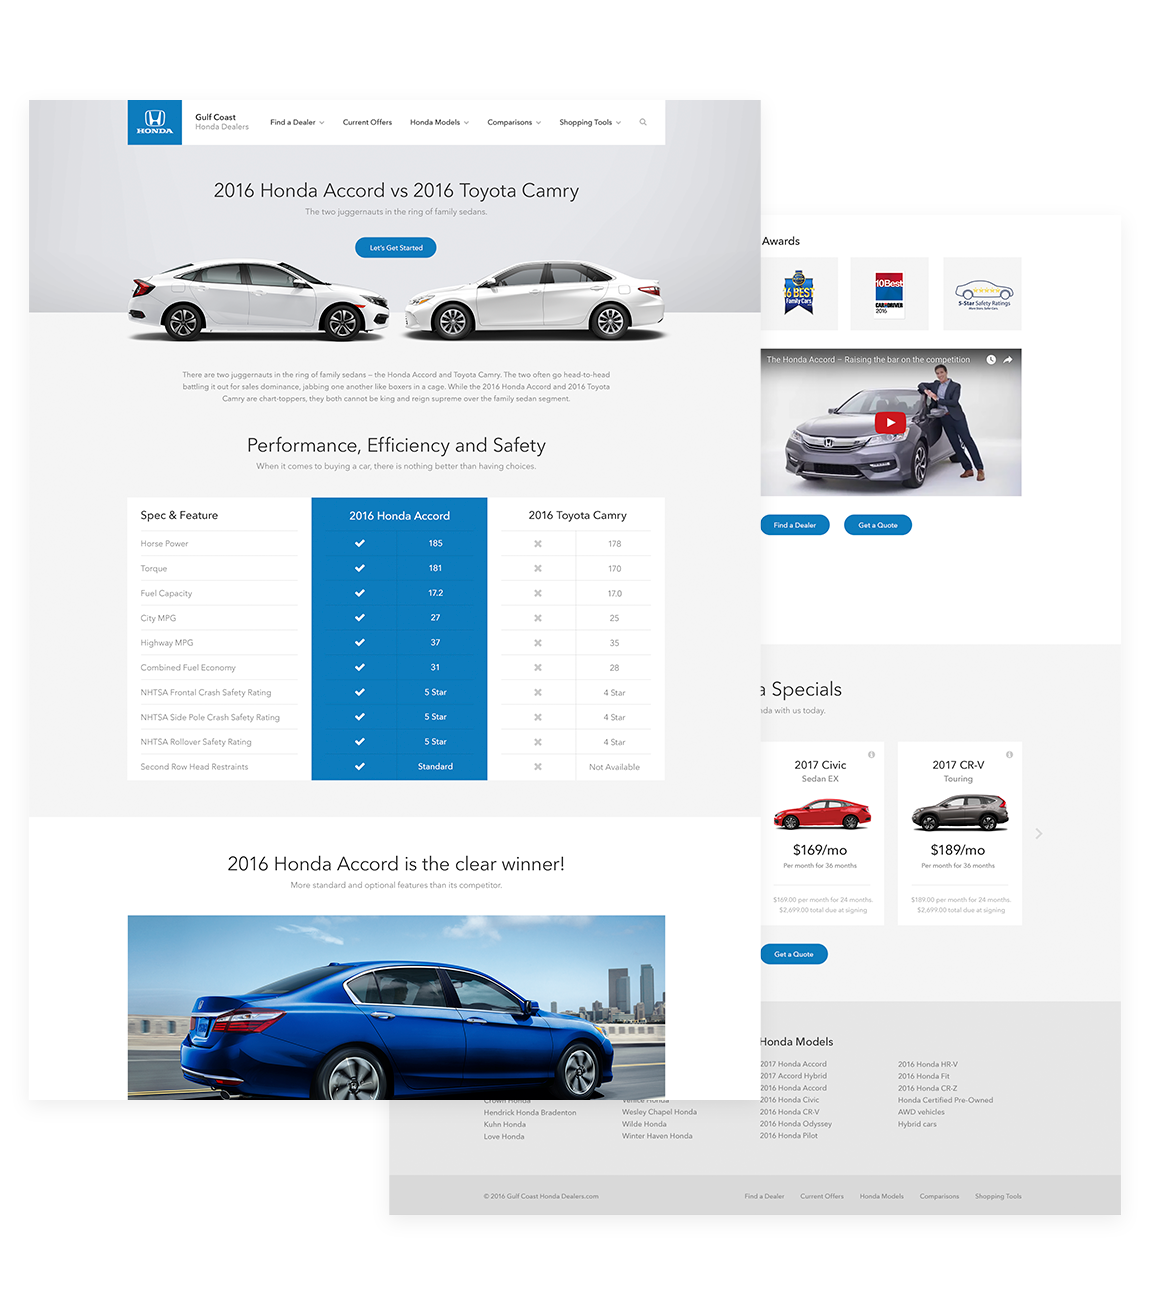 HONDA
Gulf Coast
Honda Dealers
Find a Dealer
Current Offers
Honda Models
Comparisons
Shopping Tools
2016 Honda Accord vs 2016 Toyota Camry
The two juggernauts in the ring of family sedans.
Let's Get Started
There are two juggernauts in the ring of family sedans – the Honda Accord and Toyota Camry. The two often go head-to-head
battling it out for sales dominance, jabbing one another like boxers in a cage. While the 2016 Honda Accord and 2016 Toyota
Camry are chart-toppers, they both cannot be king and reign supreme over the family sedan segment.
Performance, Efficiency and Safety
When it comes to buying a car, there is nothing better than having choices.
Spec & Feature 2016 Honda Accord 2016 Toyota Camry
Horse Power 185 178
Torque 181 170
Fuel Capacity 17.2 17.0
City MPG 27 25
Highway MPG 37 35
Combined Fuel Economy 31 28
NHTSA Frontal Crash Safety Rating 5 Star 4 Star
NHTSA Side Pole Crash Safety Rating 5 Star 4 Star
NHTSA Rollover Safety Rating 5 Star 4 Star
Second Row Head Restraints Standard Not Available
2016 Honda Accord is the clear winner!
More standard and optional features than its competitor.
Awards
16 BEST
Family Cars
10Best
CAR and DRIVER
2016
5-Star Safety Ratings
More Stars. Safer Cars.
The Honda Accord – Raising the bar on the competition
Find a Dealer
Get a Quote
a Specials
nda with us today.
2017 Civic
Sedan EX
$169/mo
Per month for 36 months
$169.00 per month for 24 months.
$2,699.00 total due at signing
2017 CR-V
Touring
$189/mo
Per month for 36 months
$189.00 per month for 24 months.
$2,699.00 total due at signing
Get a Quote
Crown Honda
Hendrick Honda Bradenton
Kuhn Honda
Love Honda
Venice Honda
Wesley Chapel Honda
Wilde Honda
Winter Haven Honda
Honda Models
2017 Honda Accord
2017 Accord Hybrid
2016 Honda Accord
2016 Honda Civic
2016 Honda CR-V
2016 Honda Odyssey
2016 Honda Pilot
2016 Honda HR-V
2016 Honda Fit
2016 Honda CR-Z
Honda Certified Pre-Owned
AWD vehicles
Hybrid cars
© 2016 Gulf Coast Honda Dealers.com
Find a Dealer
Current Offers
Honda Models
Comparisons
Shopping Tools